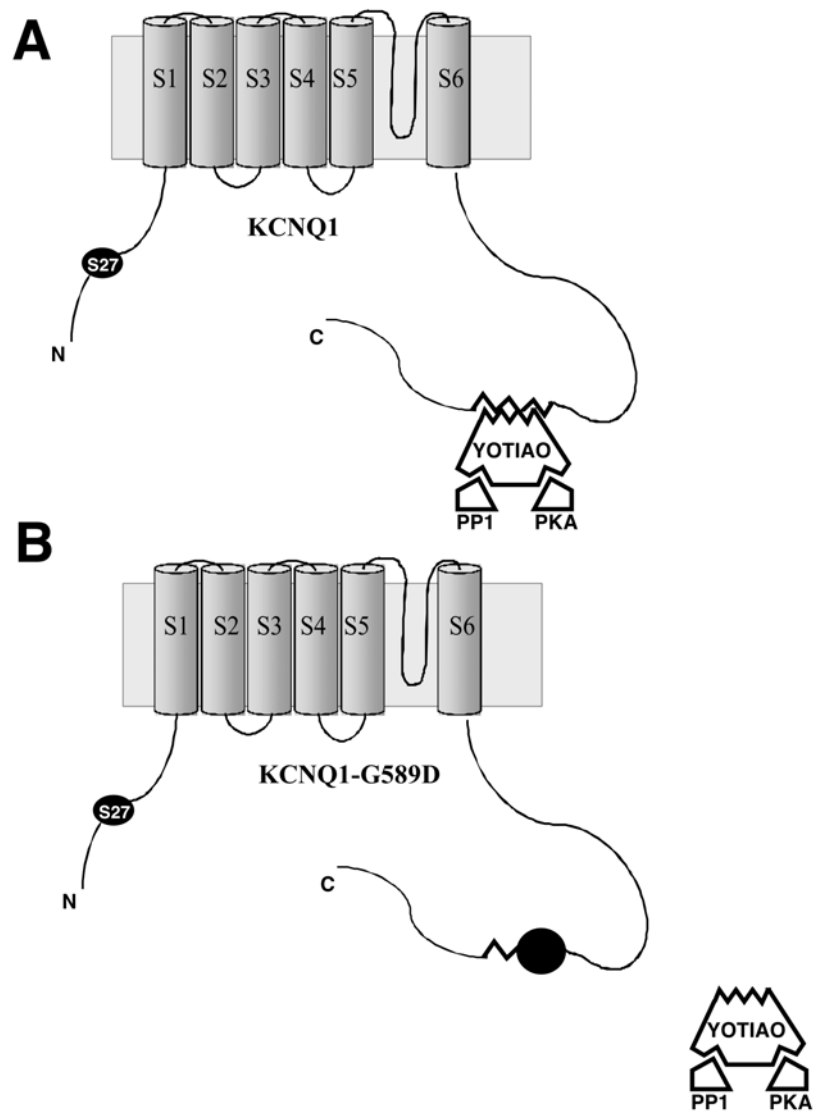 A
S1 S2 S3 S4 S5 S6
KCNQ1
S27
N
C
YOTIAO
PP1 PKA
B
S1 S2 S3 S4 S5 S6
KCNQ1-G589D
S27
C
N
YOTIAO
PP1 PKA